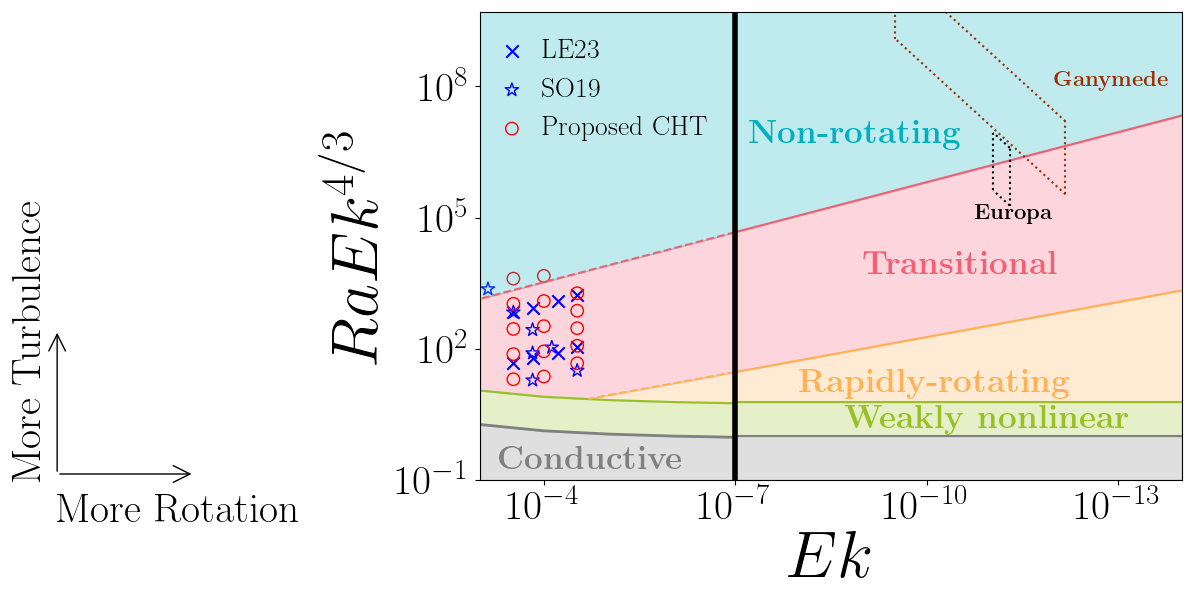 LE23
SO19
Proposed CHT
Ganymede
Non-rotating
Europa
Transitional
Rapidly-rotating
Weakly nonlinear
Conductive
10^8
10^5
10^2
10^{-1}
RaEk^{4/3}
10^{-4}
10^{-7}
10^{-10}
10^{-13}
Ek
More Turbulence
More Rotation